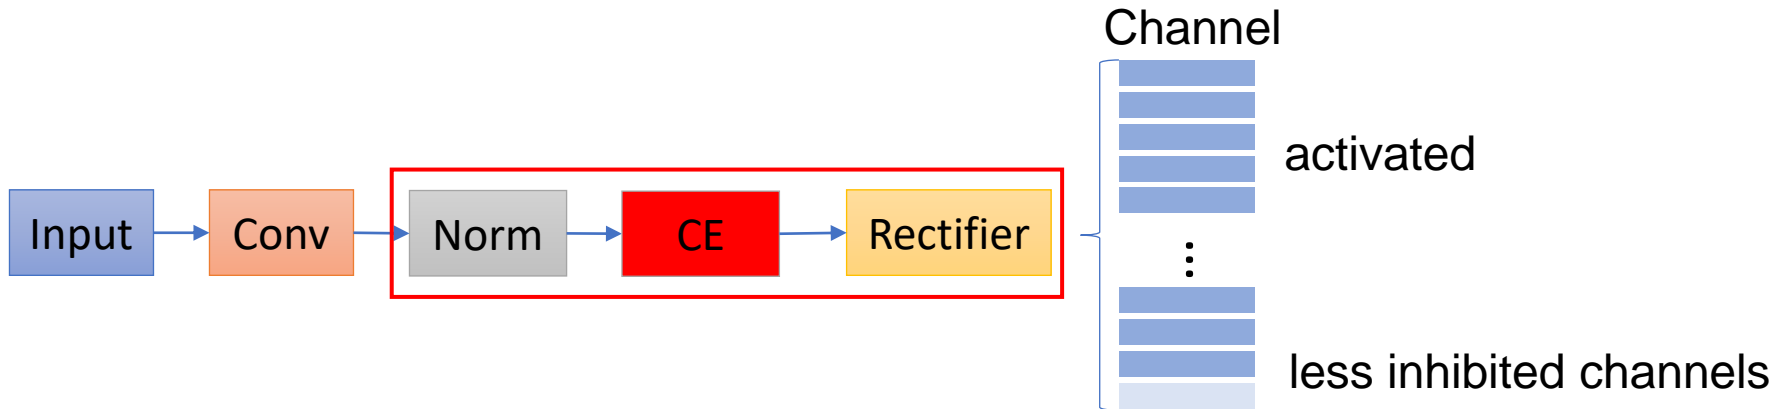 Channel
activated
Input
Conv
Norm
CE
Rectifier
...
less inhibited channels